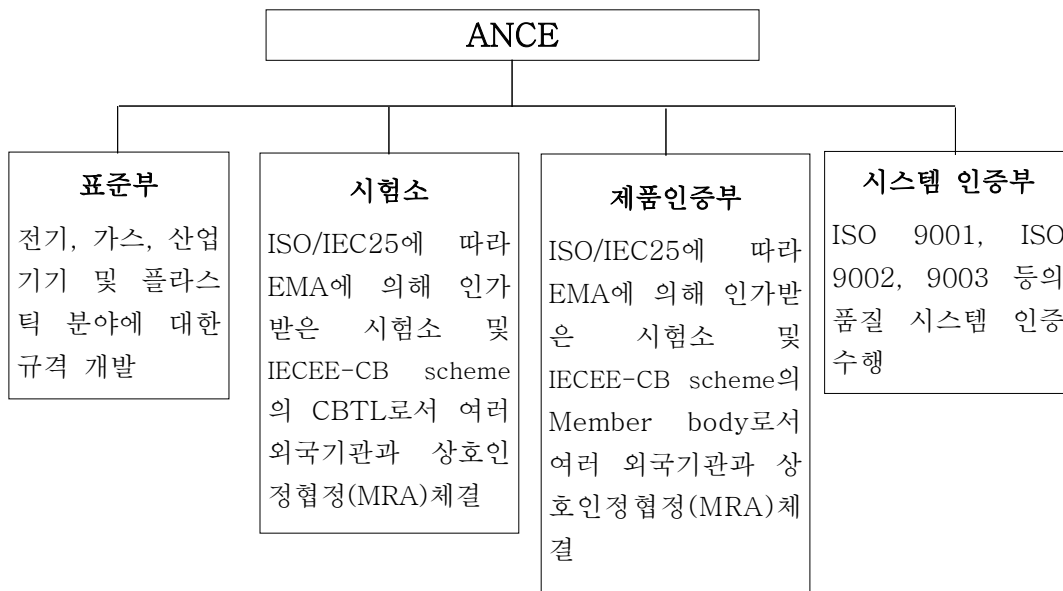 ANCE
표준부
전기, 가스, 산업
기기 및 플라스
틱 분야에 대한
규격 개발
시험소
ISO/IEC25에 따라
EMA에 의해 인가
받은 시험소 및
IECEE-CB scheme
의 CBTL로서 여러
외국기관과 상호인
정협정(MRA)체결
제품인증부
ISO/IEC25에 따라
EMA에 의해 인가받
은 시험소 및
IECEE-CB scheme의
Member body로서
여러 외국기관과 상
호인정협정(MRA)체
결
시스템 인증부
ISO 9001, ISO
9002, 9003 등의
품질 시스템 인증
수행